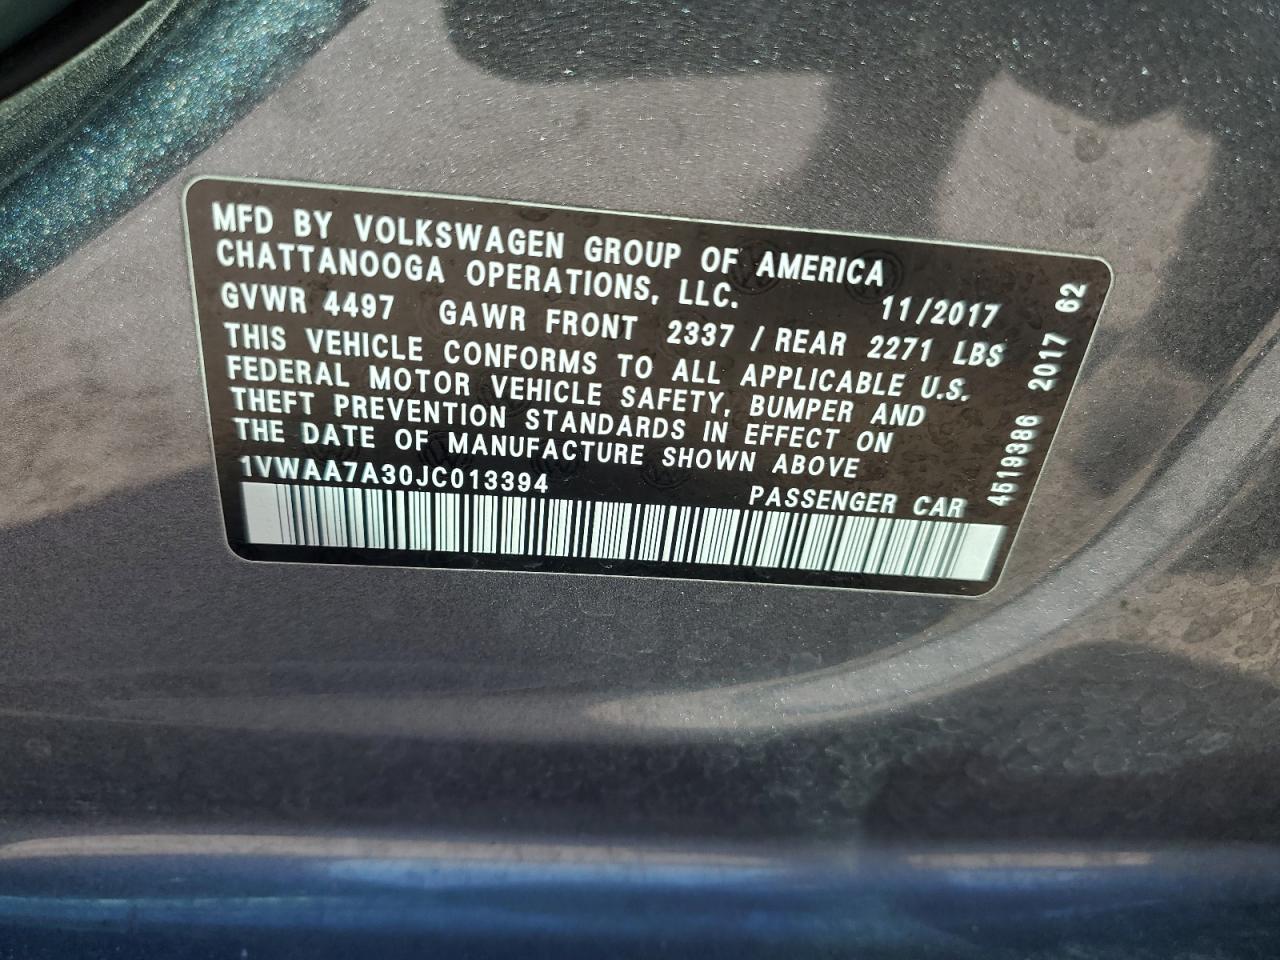 MFD BY VOLKSWAGEN GROUP OF AMERICA
CHATTANOOGA OPERATIONS, LLC.
11/2017
GVWR 4497 GAWR FRONT 2337 / REAR 2271 LBS
THIS VEHICLE CONFORMS TO ALL APPLICABLE U.S.
FEDERAL MOTOR VEHICLE SAFETY, BUMPER AND
THEFT PREVENTION STANDARDS IN EFFECT ON
THE DATE OF MANUFACTURE SHOWN ABOVE
1VWAA7A30JC013394
PASSENGER CAR
4519386 2017 62